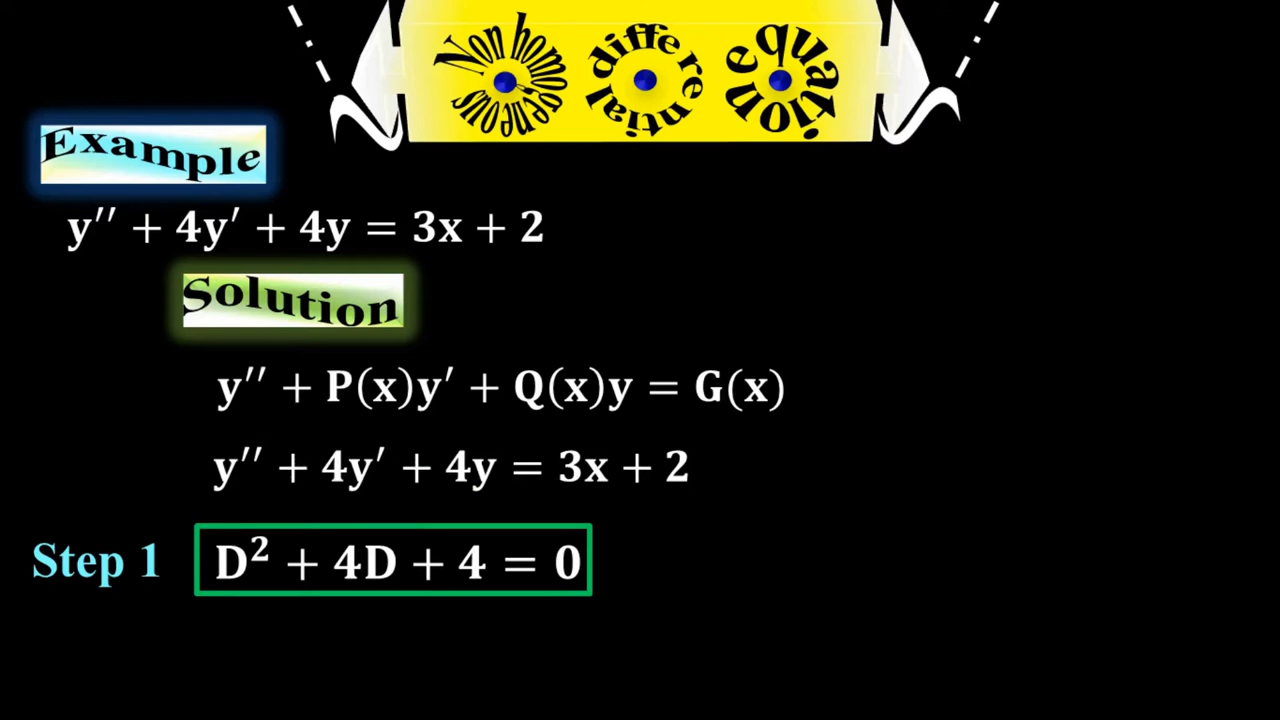 Non homogeneous differential equation
Example
y′′ + 4y′ + 4y = 3x + 2
Solution
y′′ + P(x)y′ + Q(x)y = G(x)
y′′ + 4y′ + 4y = 3x + 2
Step 1 D² + 4D + 4 = 0